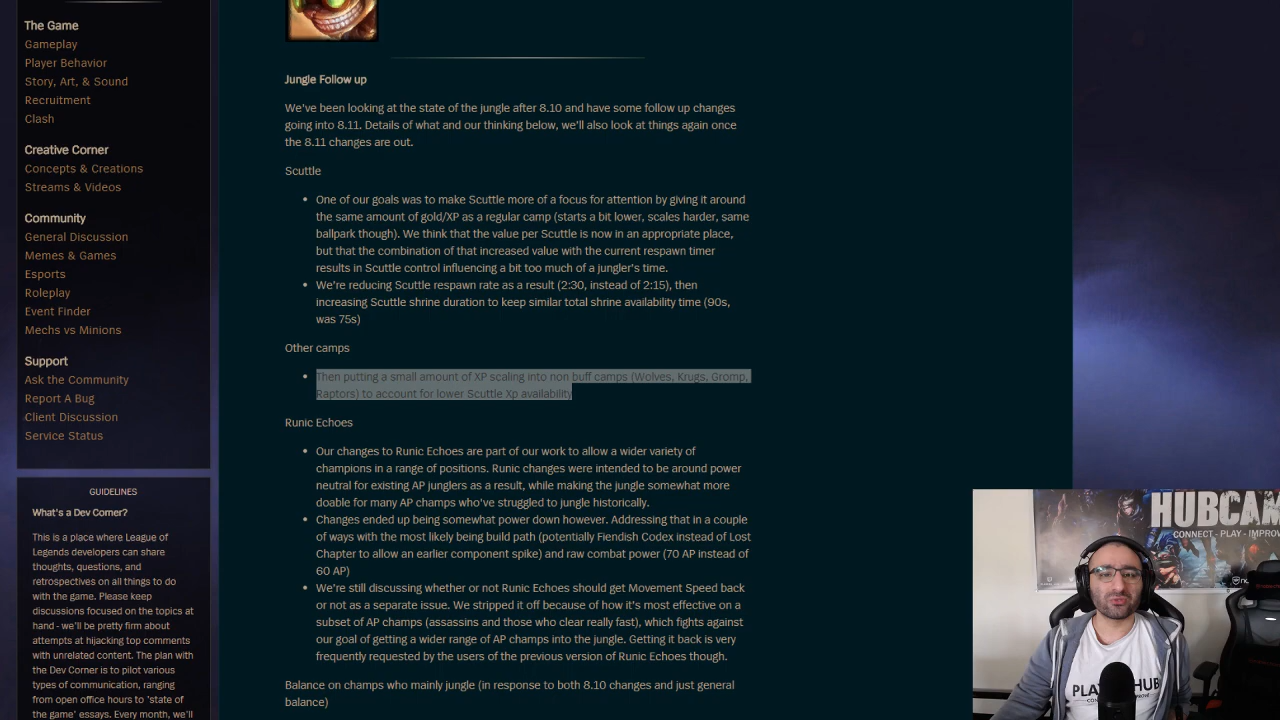 The Game
Gameplay
Player Behavior
Story, Art, & Sound
Recruitment
Clash
Creative Corner
Concepts & Creations
Streams & Videos
Community
General Discussion
Memes & Games
Esports
Roleplay
Event Finder
Mechs vs Minions
Support
Ask the Community
Report A Bug
Client Discussion
Service Status
GUIDELINES
What's a Dev Corner?
This is a place where League of
Legends developers can share
thoughts, questions, and
retrospectives on all things to do
with the game. Please keep
discussions focused on the topics at
hand - we'll be pretty firm about
attempts at hijacking top comments
with unrelated content. The plan with
the Dev Corner is to pilot various
types of communication, ranging
from open office hours to 'state of
the game' essays. Every month, we'll
Jungle Follow up
We've been looking at the state of the jungle after 8.10 and have some follow up changes
going into 8.11. Details of what and our thinking below, we'll also look at things again once
the 8.11 changes are out.
Scuttle
• One of our goals was to make Scuttle more of a focus for attention by giving it around
the same amount of gold/XP as a regular camp (starts a bit lower, scales harder, same
ballpark though). We think that the value per Scuttle is now in an appropriate place,
but that the combination of that increased value with the current respawn timer
results in Scuttle control influencing a bit too much of a jungler's time.
• We're reducing Scuttle respawn rate as a result (2:30, instead of 2:15), then
increasing Scuttle shrine duration to keep similar total shrine availability time (90s,
was 75s)
Other camps
• Then putting a small amount of XP scaling into non buff camps (Wolves, Krugs, Gromp,
Raptors) to account for lower Scuttle Xp availability
Runic Echoes
• Our changes to Runic Echoes are part of our work to allow a wider variety of
champions in a range of positions. Runic changes were intended to be around power
neutral for existing AP junglers as a result, while making the jungle somewhat more
doable for many AP champs who've struggled to jungle historically.
• Changes ended up being somewhat power down however. Addressing that in a couple
of ways with the most likely being build path (potentially Fiendish Codex instead of Lost
Chapter to allow an earlier component spike) and raw combat power (70 AP instead of
60 AP)
• We're still discussing whether or not Runic Echoes should get Movement Speed back
or not as a separate issue. We stripped it off because of how it's most effective on a
subset of AP champs (assassins and those who clear really fast), which fights against
our goal of getting a wider range of AP champs into the jungle. Getting it back is very
frequently requested by the users of the previous version of Runic Echoes though.
Balance on champs who mainly jungle (in response to both 8.10 changes and just general
balance)
HUBCAM
CONNECT - PLAY - IMPROV
PLAY HUB